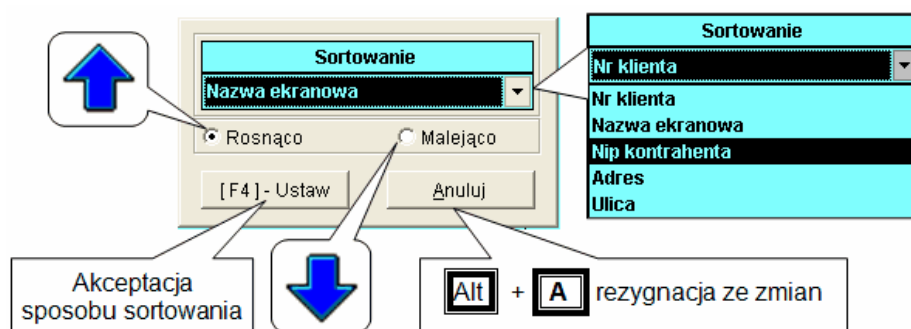 Sortowanie
Nazwa ekranowa
Rosnąco
Malejąco
[ F4 ] - Ustaw
Anuluj
Sortowanie
Nr klienta
Nr klienta
Nazwa ekranowa
Nip kontrahenta
Adres
Ulica
Akceptacja
sposobu sortowania
Alt + A rezygnacja ze zmian